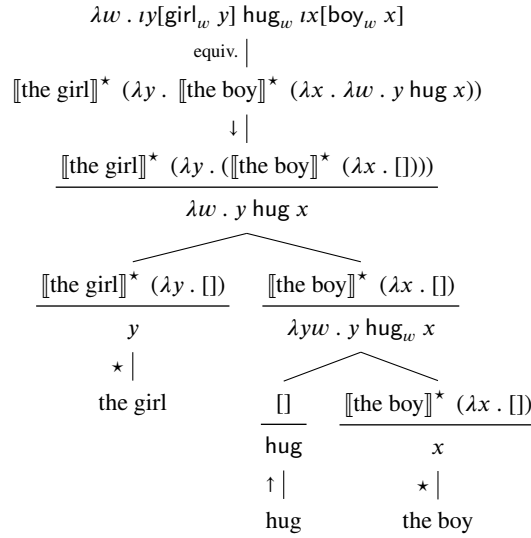 λw . ιy[girl_w y] hug_w ιx[boy_w x]
equiv.
⟦the girl⟧^⋆ (λy . ⟦the boy⟧^⋆ (λx . λw . y hug x))
↓
⟦the girl⟧^⋆ (λy . (⟦the boy⟧^⋆ (λx . [])))
λw . y hug x
⟦the girl⟧^⋆ (λy . []) ⟦the boy⟧^⋆ (λx . [])
y λyw . y hug_w x
⋆
the girl [] ⟦the boy⟧^⋆ (λx . [])
hug x
↑ ⋆
hug the boy